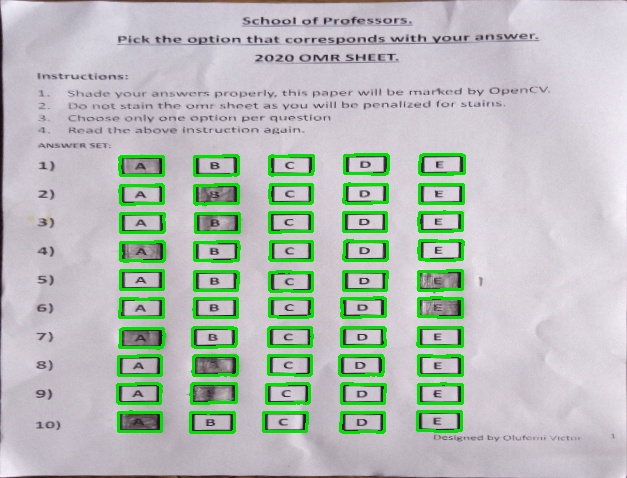 School of Professors.
Pick the option that corresponds with your answer.
2020 OMR SHEET.
Instructions:
1. Shade your answers properly, this paper will be marked by OpenCV.
2. Do not stain the omr sheet as you will be penalized for stains.
3. Choose only one option per question
4. Read the above instruction again.
ANSWER SET:
1) A B C D E
2) A B C D E
3) A B C D E
4) A B C D E
5) A B C D E
6) A B C D E
7) A B C D E
8) A B C D E
9) A C D E
10) A B C D E
Designed by Olufemi Victor 1